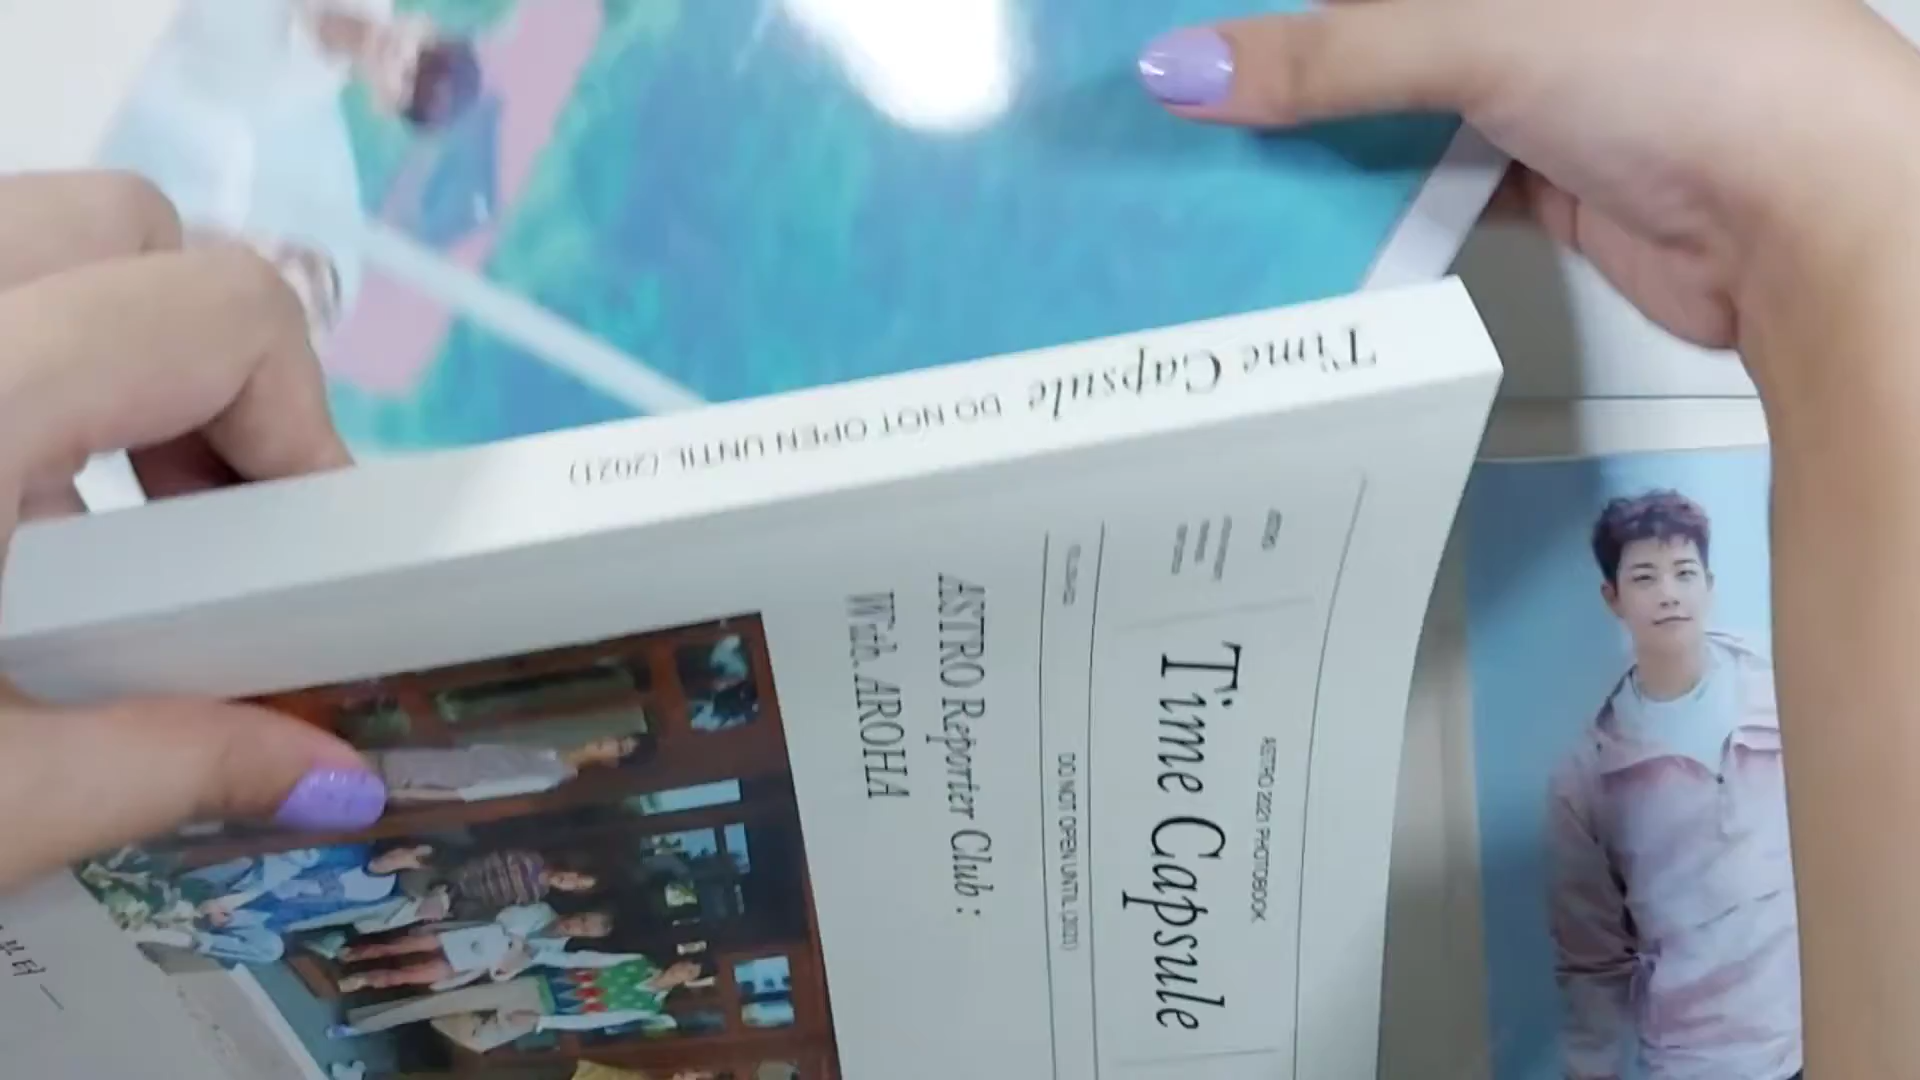 Time Capsule DO NOT OPEN UNTIL (2021)
ASTRO 2021 PHOTOBOOK
Time Capsule
DO NOT OPEN UNTIL (2021)
ASTRO Reporter Club :
With. AROHA